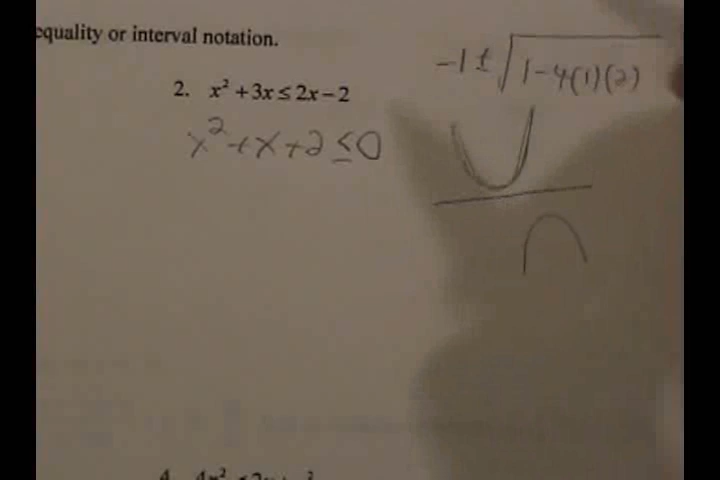 equality or interval notation.
2. x² + 3x ≤ 2x − 2
x² + x + 2 ≤ 0
−1 ± √1 − 4(1)(2)